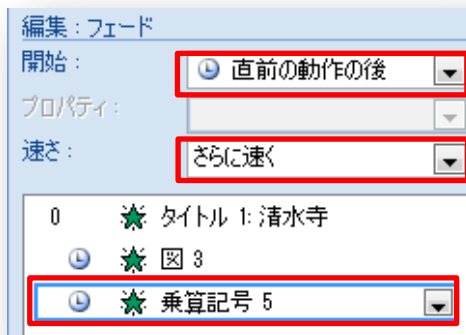 編集：フェード
開始：
直前の動作の後
プロパティ：
速さ：
さらに速く
0 タイトル 1: 清水寺
図 3
乗算記号 5